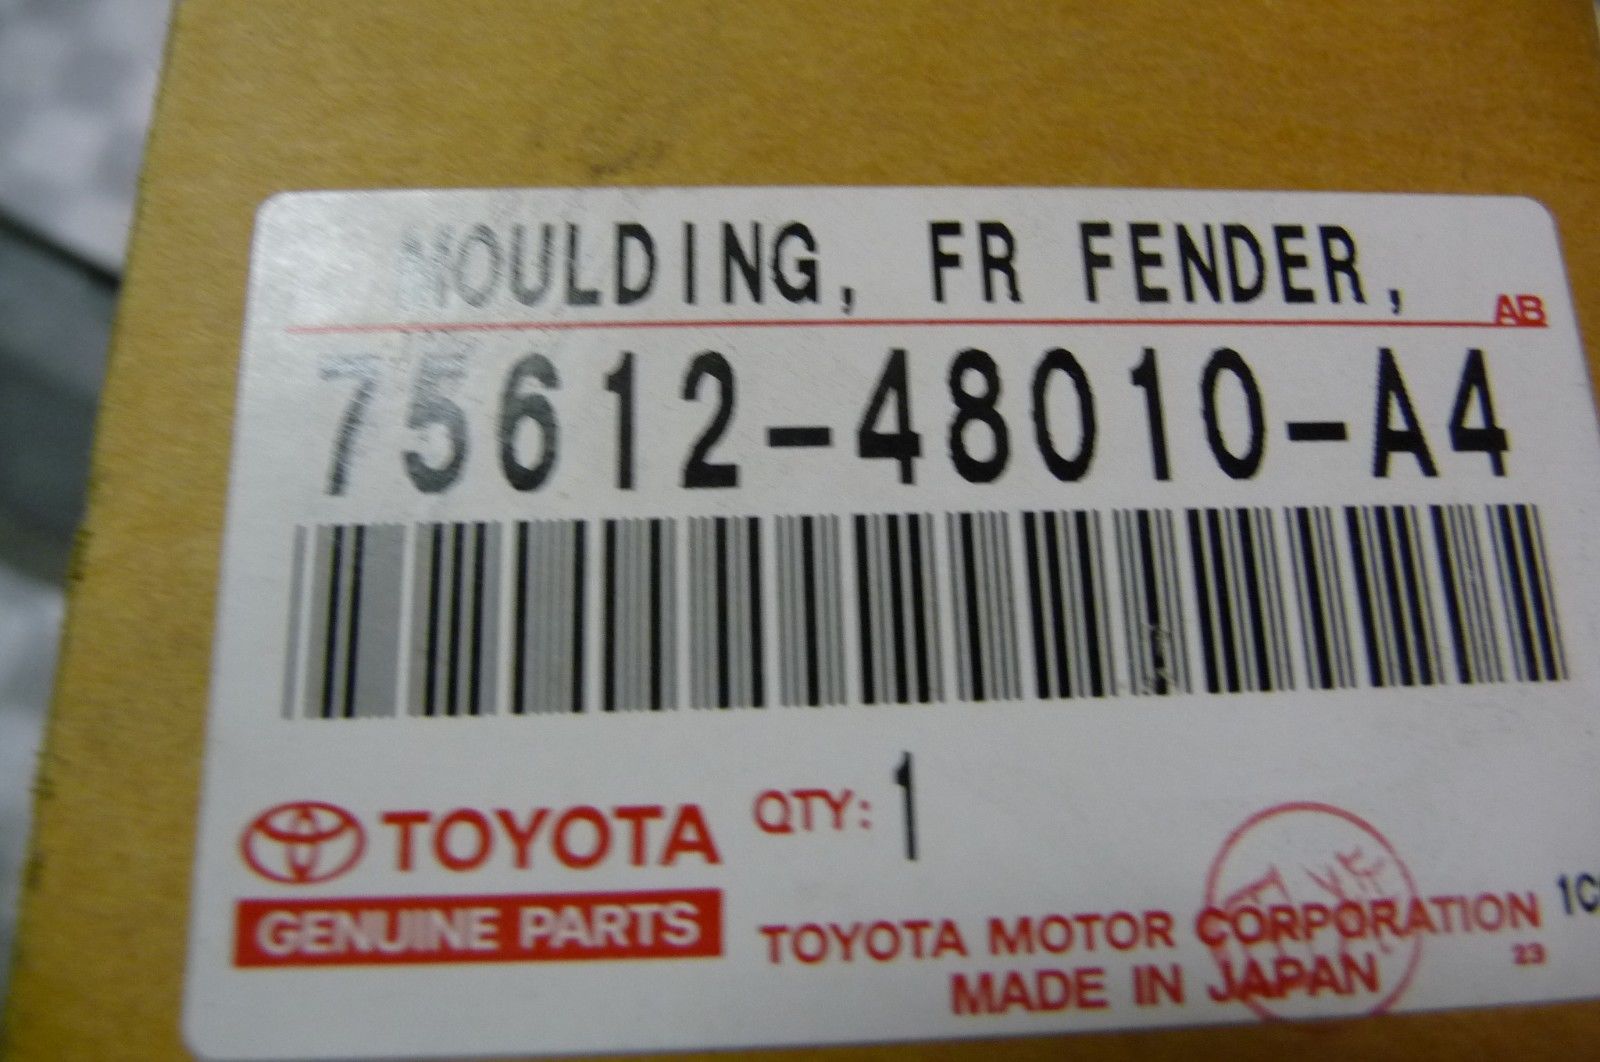 MOULDING, FR FENDER,
AB
75612-48010-A4
TOYOTA QTY: 1
GENUINE PARTS
TOYOTA MOTOR CORPORATION
23
MADE IN JAPAN